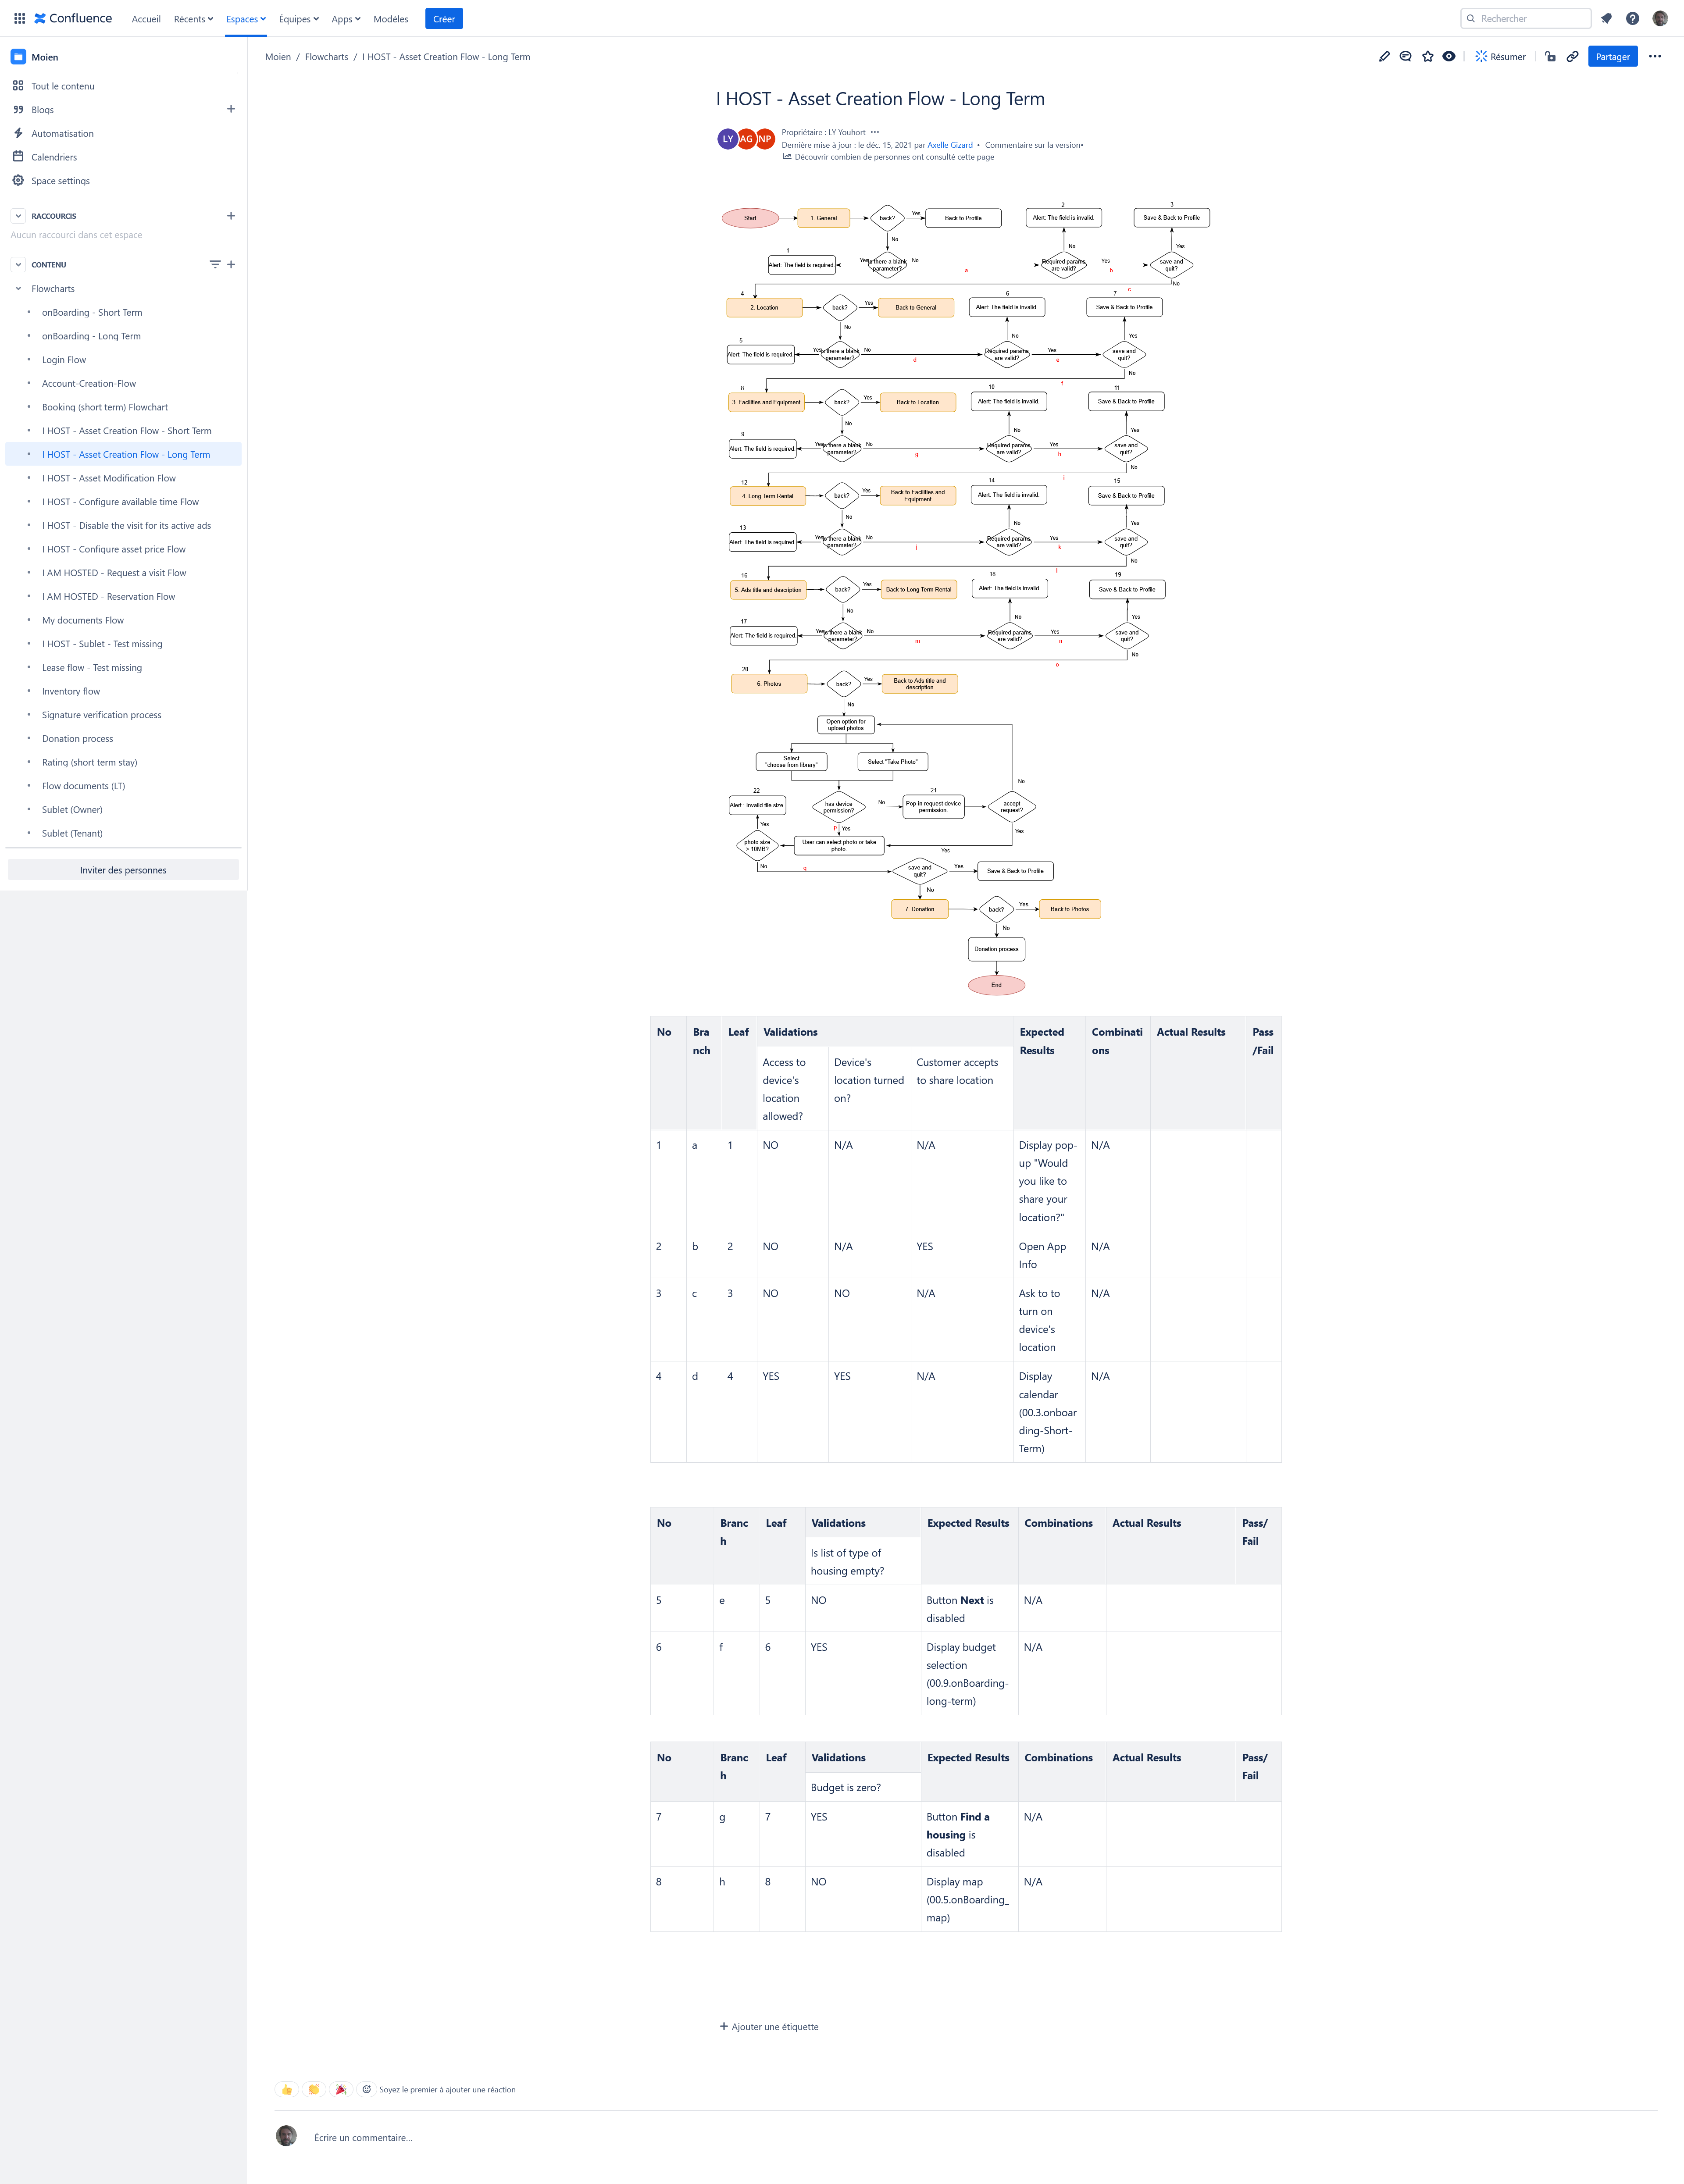 Confluence
Accueil
Récents
Espaces
Équipes
Apps
Modèles
Créer
Rechercher
Moien
Tout le contenu
Blogs
Automatisation
Calendriers
Space settings
RACCOURCIS
Aucun raccourci dans cet espace
CONTENU
Flowcharts
onBoarding - Short Term
onBoarding - Long Term
Login Flow
Account-Creation-Flow
Booking (short term) Flowchart
I HOST - Asset Creation Flow - Short Term
I HOST - Asset Creation Flow - Long Term
I HOST - Asset Modification Flow
I HOST - Configure available time Flow
I HOST - Disable the visit for its active ads
I HOST - Configure asset price Flow
I AM HOSTED - Request a visit Flow
I AM HOSTED - Reservation Flow
My documents Flow
I HOST - Sublet - Test missing
Lease flow - Test missing
Inventory flow
Signature verification process
Donation process
Rating (short term stay)
Flow documents (LT)
Sublet (Owner)
Sublet (Tenant)
Inviter des personnes
Moien / Flowcharts / I HOST - Asset Creation Flow - Long Term
Résumer
Partager
I HOST - Asset Creation Flow - Long Term
LY AG NP
Propriétaire : LY Youhort
Dernière mise à jour : le déc. 15, 2021 par Axelle Gizard • Commentaire sur la version•
Découvrir combien de personnes ont consulté cette page
2 3
Start 1. General back? Yes Back to Profile Alert: The field is invalid. Save & Back to Profile
No No Yes
1
Alert: The field is required. Yes Is there a blank parameter? No a Required params are valid? Yes b save and quit?
c No
4 6 7
2. Location back? Yes Back to General Alert: The field is invalid. Save & Back to Profile
No No Yes
5
Alert: The field is required. Yes Is there a blank parameter? No d Required params are valid? Yes e save and quit?
f No
8 10 11
3. Facilities and Equipment back? Yes Back to Location Alert: The field is invalid. Save & Back to Profile
No No Yes
9
Alert: The field is required. Yes Is there a blank parameter? No g Required params are valid? Yes h save and quit?
i No
12 14 15
4. Long Term Rental back? Yes Back to Facilities and Equipment Alert: The field is invalid. Save & Back to Profile
No No Yes
13
Alert: The field is required. Yes Is there a blank parameter? No j Required params are valid? Yes k save and quit?
l No
16 18 19
5. Ads title and description back? Yes Back to Long Term Rental Alert: The field is invalid. Save & Back to Profile
No No Yes
17
Alert: The field is required. Yes Is there a blank parameter? No m Required params are valid? Yes n save and quit?
o No
20
6. Photos back? Yes Back to Ads title and description
No
Open option for upload photos
Select "choose from library" Select "Take Photo"
No
22 21
Alert : Invalid file size. has device permission? No Pop-in request device permission. accept request?
Yes p Yes Yes
photo size > 10MB? User can select photo or take photo.
Yes
No q save and quit? Yes Save & Back to Profile
No
7. Donation back? Yes Back to Photos
No
Donation process
End
No Branch Leaf Validations Expected Results Combinations Actual Results Pass/Fail
Access to device's location allowed? Device's location turned on? Customer accepts to share location
1 a 1 NO N/A N/A Display pop-up "Would you like to share your location?" N/A
2 b 2 NO N/A YES Open App Info N/A
3 c 3 NO NO N/A Ask to to turn on device's location N/A
4 d 4 YES YES N/A Display calendar (00.3.onboarding-Short-Term) N/A
No Branch Leaf Validations Expected Results Combinations Actual Results Pass/Fail
Is list of type of housing empty?
5 e 5 NO Button Next is disabled N/A
6 f 6 YES Display budget selection (00.9.onBoarding-long-term) N/A
No Branch Leaf Validations Expected Results Combinations Actual Results Pass/Fail
Budget is zero?
7 g 7 YES Button Find a housing is disabled N/A
8 h 8 NO Display map (00.5.onBoarding_map) N/A
Ajouter une étiquette
Soyez le premier à ajouter une réaction
Écrire un commentaire...